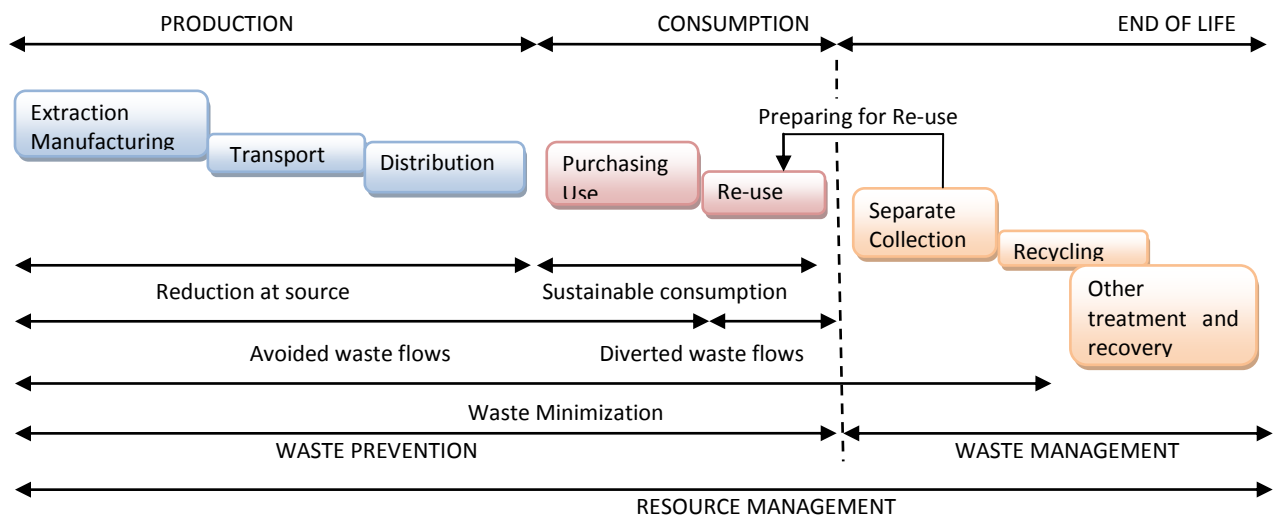 PRODUCTION CONSUMPTION END OF LIFE
Extraction
Manufacturing
Transport
Distribution
Purchasing
Use
Re-use
Preparing for Re-use
Separate
Collection
Recycling
Other
treatment and
recovery
Reduction at source Sustainable consumption
Avoided waste flows Diverted waste flows
Waste Minimization
WASTE PREVENTION WASTE MANAGEMENT
RESOURCE MANAGEMENT